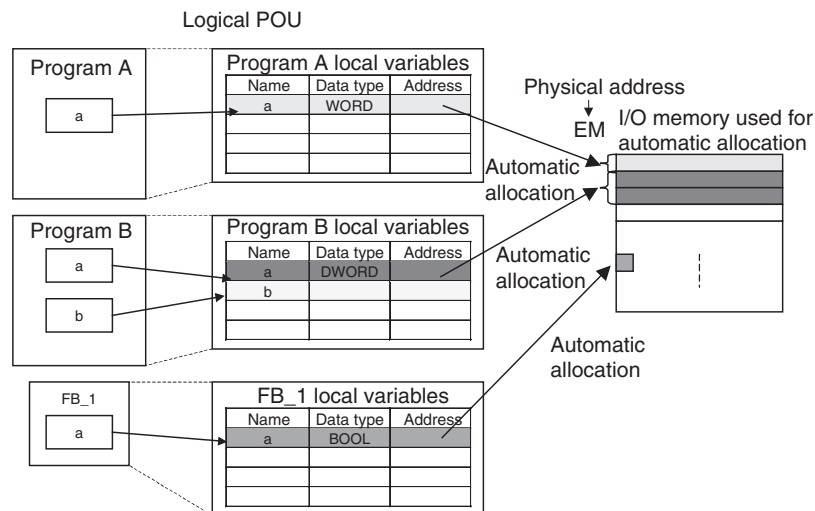 Logical POU
Program A
a
Program A local variables
Name Data type Address
a WORD
Physical address
EM
I/O memory used for
automatic allocation
Automatic
allocation
Program B
a
b
Program B local variables
Name Data type Address
a DWORD
b
Automatic
allocation
Automatic
allocation
FB_1
a
FB_1 local variables
Name Data type Address
a BOOL